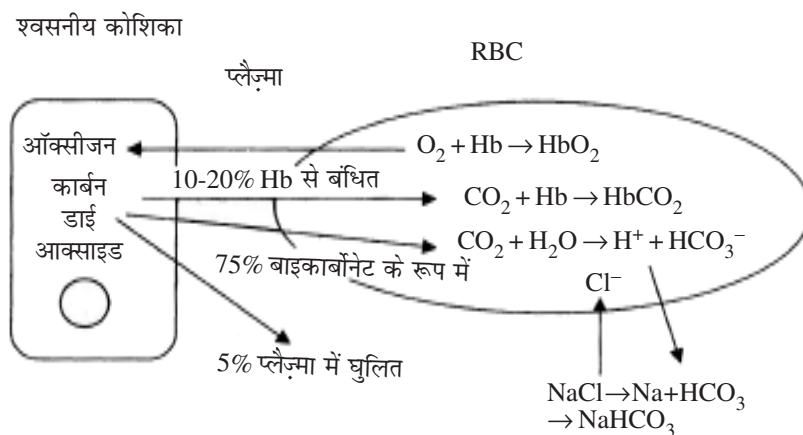 श्वसनीय कोशिका
प्लैज़्मा
RBC
ऑक्सीजन
O₂ + Hb → HbO₂
10-20% Hb से बंधित
कार्बन
डाई
आक्साइड
CO₂ + Hb → HbCO₂
CO₂ + H₂O → H⁺ + HCO₃⁻
75% बाइकार्बोनेट के रूप में
Cl⁻
5% प्लैज़्मा में घुलित
NaCl→Na+HCO₃
→ NaHCO₃